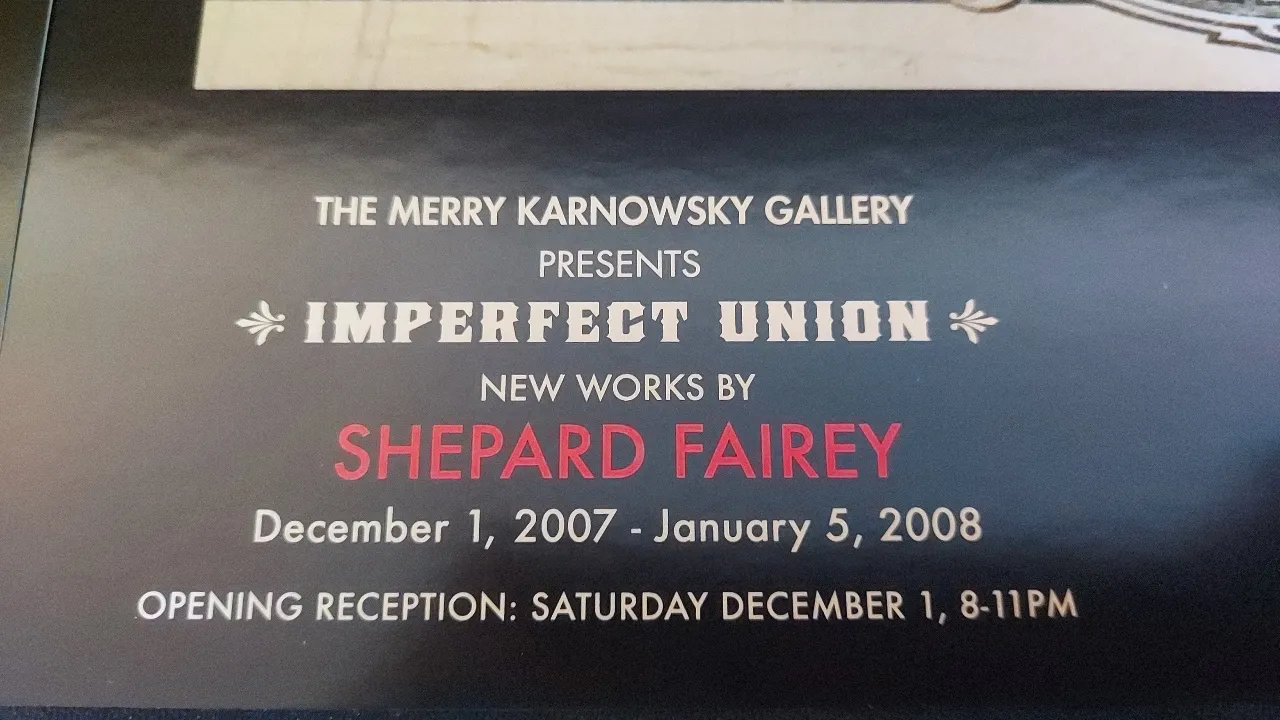 THE MERRY KARNOWSKY GALLERY
PRESENTS
IMPERFECT UNION
NEW WORKS BY
SHEPARD FAIREY
December 1, 2007 - January 5, 2008
OPENING RECEPTION: SATURDAY DECEMBER 1, 8-11PM